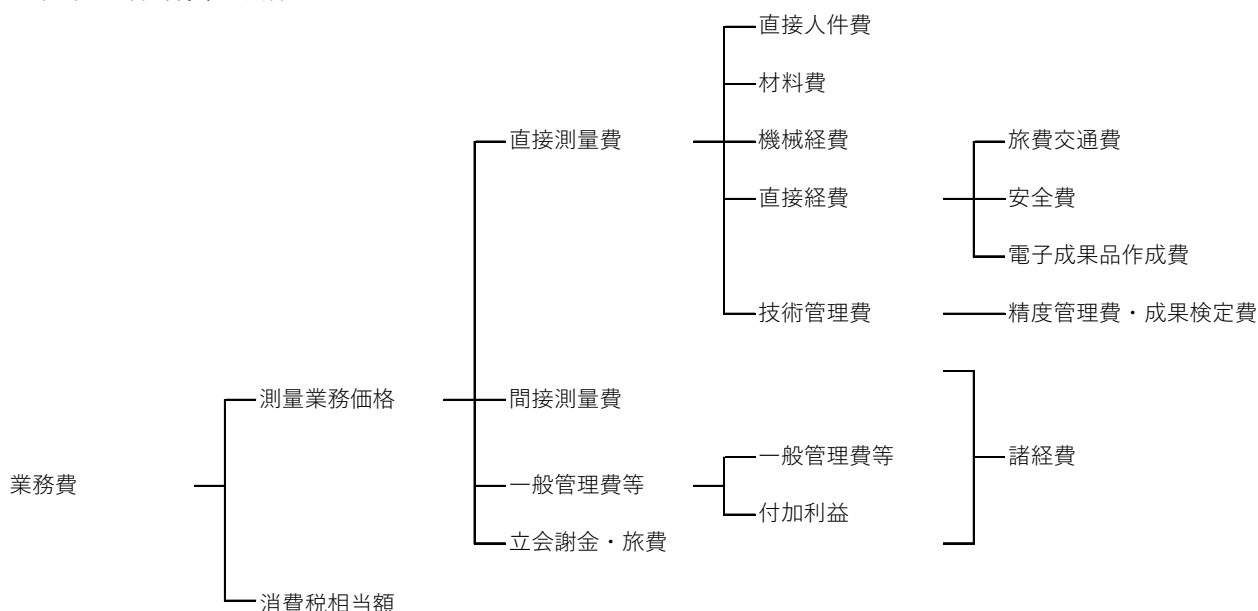 直接人件費
材料費
直接測量費 機械経費 旅費交通費
直接経費 安全費
電子成果品作成費
技術管理費 精度管理費・成果検定費
測量業務価格 間接測量費
一般管理費等 諸経費
業務費 一般管理費等
付加利益
立会謝金・旅費
消費税相当額